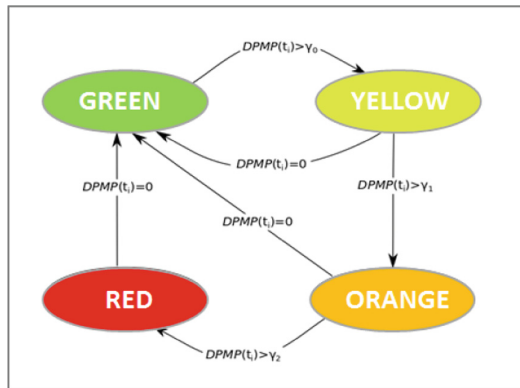 DPMP(tᵢ)>γ₀
GREEN
YELLOW
DPMP(tᵢ)=0
DPMP(tᵢ)>γ₁
DPMP(tᵢ)=0
DPMP(tᵢ)=0
RED
ORANGE
DPMP(tᵢ)>γ₂